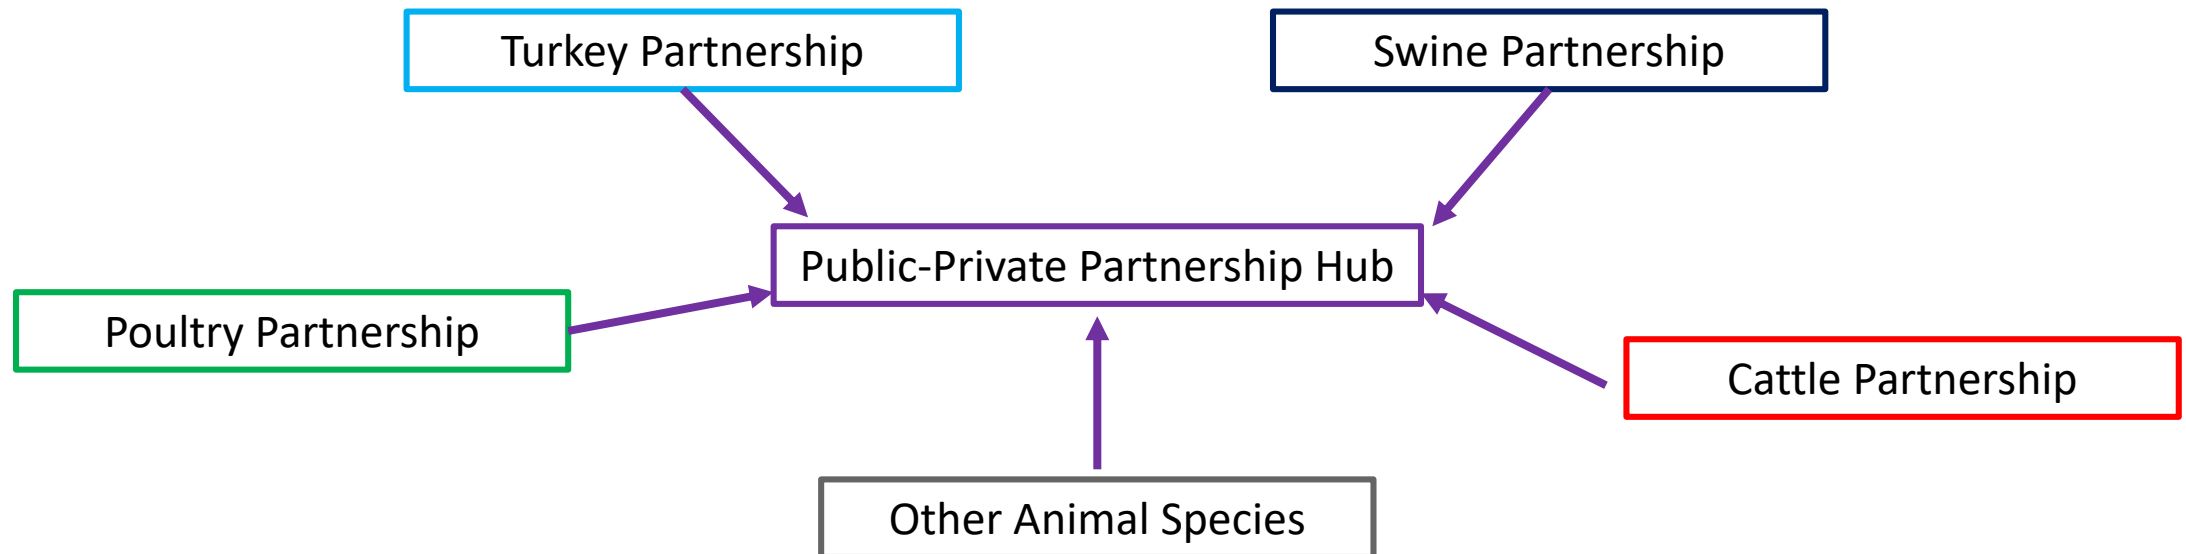 Turkey Partnership
Swine Partnership
Public-Private Partnership Hub
Poultry Partnership
Cattle Partnership
Other Animal Species